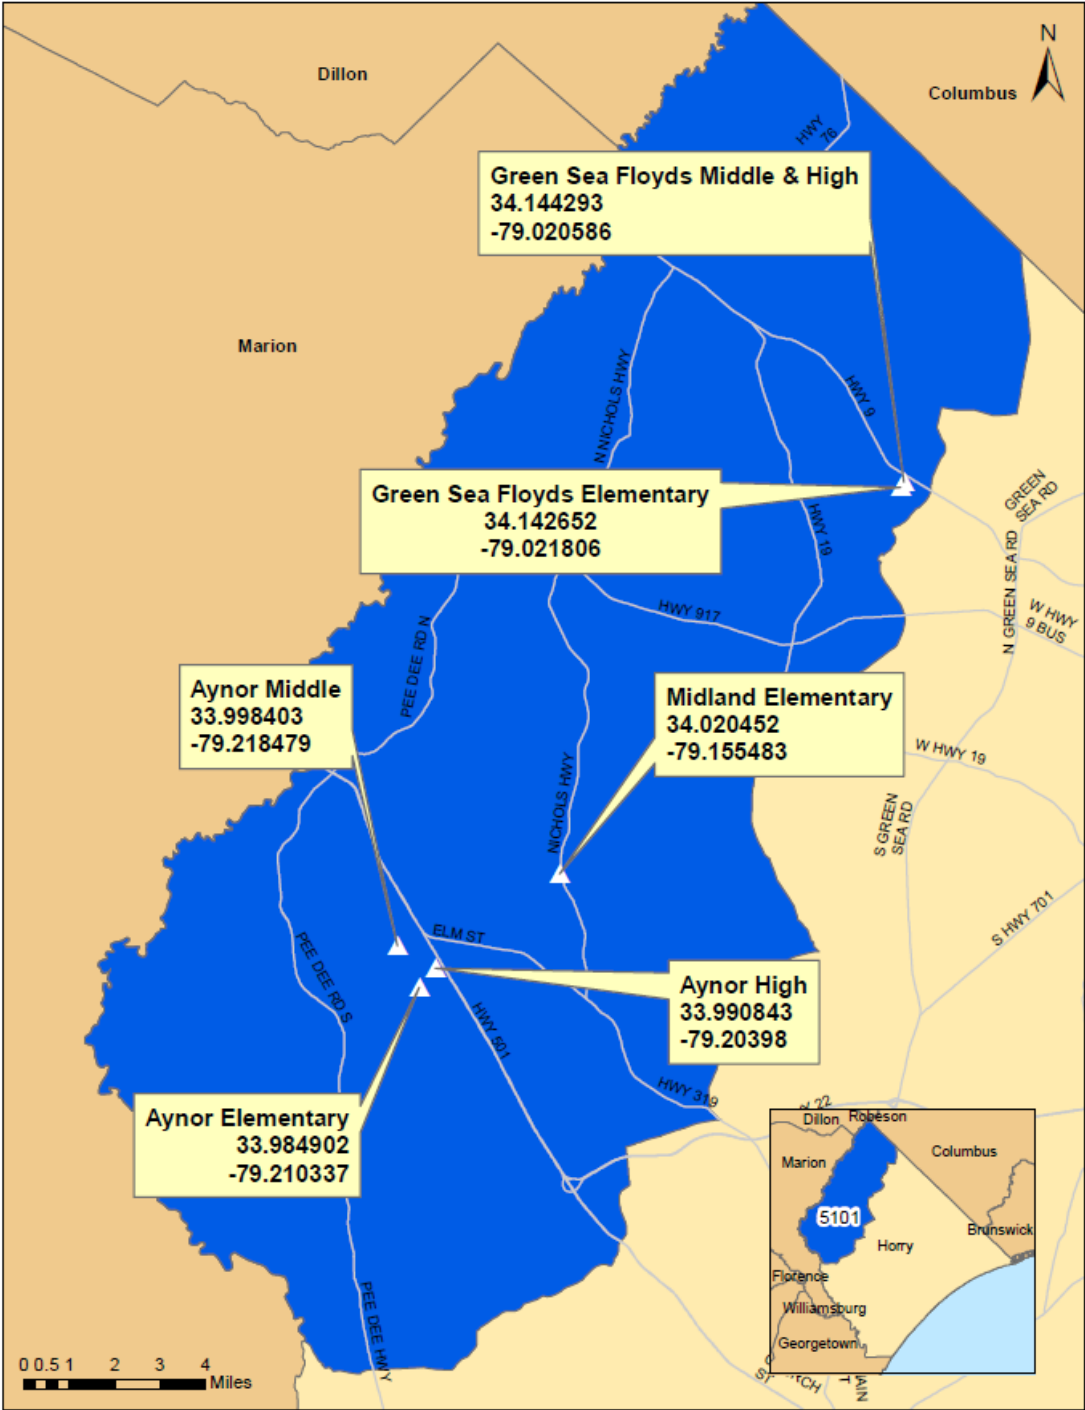 N
Dillon
Columbus
HWY
76
Green Sea Floyds Middle & High
34.144293
-79.020586
Marion
N NICHOLS HWY
HWY 9
Green Sea Floyds Elementary
34.142652
-79.021806
GREEN
SEA RD
HWY 19
N GREEN SEA RD
HWY 917
W HWY
9 BUS
PEE DEE RD N
Aynor Middle
33.998403
-79.218479
Midland Elementary
34.020452
-79.155483
W HWY 19
NICHOLS HWY
S GREEN
SEA RD
S HWY 701
ELM ST
PEE DEE RD S
Aynor High
33.990843
-79.20398
HWY 501
HWY 319
Aynor Elementary
33.984902
-79.210337
22
Dillon
Robeson
Marion
Columbus
5101
Brunswick
Horry
Florence
Williamsburg
Georgetown
PEE DEE HWY
0 0.5 1 2 3 4
Miles
ST